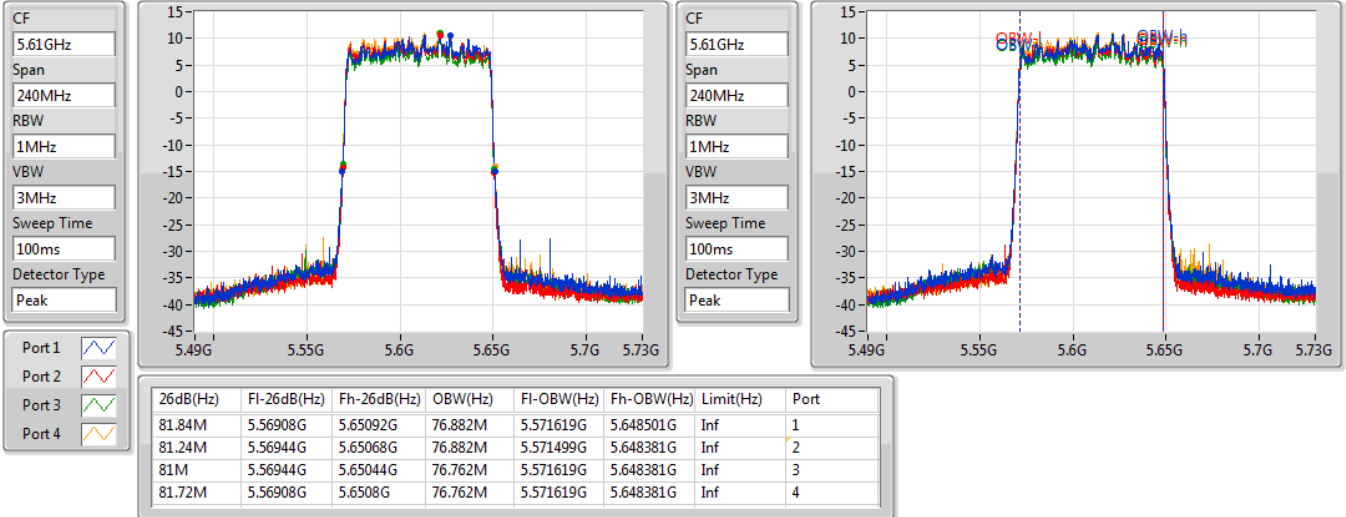 CF
5.61GHz
Span
240MHz
RBW
1MHz
VBW
3MHz
Sweep Time
100ms
Detector Type
Peak
15
10
5
0
-5
-10
-15
-20
-25
-30
-35
-40
-45
5.49G 5.55G 5.6G 5.65G 5.7G 5.73G
CF
5.61GHz
Span
240MHz
RBW
1MHz
VBW
3MHz
Sweep Time
100ms
Detector Type
Peak
15
10
5
0
-5
-10
-15
-20
-25
-30
-35
-40
-45
OBW-l OBW-h
5.49G 5.55G 5.6G 5.65G 5.7G 5.73G
Port 1
Port 2
Port 3
Port 4
26dB(Hz) Fl-26dB(Hz) Fh-26dB(Hz) OBW(Hz) Fl-OBW(Hz) Fh-OBW(Hz) Limit(Hz) Port
81.84M 5.56908G 5.65092G 76.882M 5.571619G 5.648501G Inf 1
81.24M 5.56944G 5.65068G 76.882M 5.571499G 5.648381G Inf 2
81M 5.56944G 5.65044G 76.762M 5.571619G 5.648381G Inf 3
81.72M 5.56908G 5.6508G 76.762M 5.571619G 5.648381G Inf 4